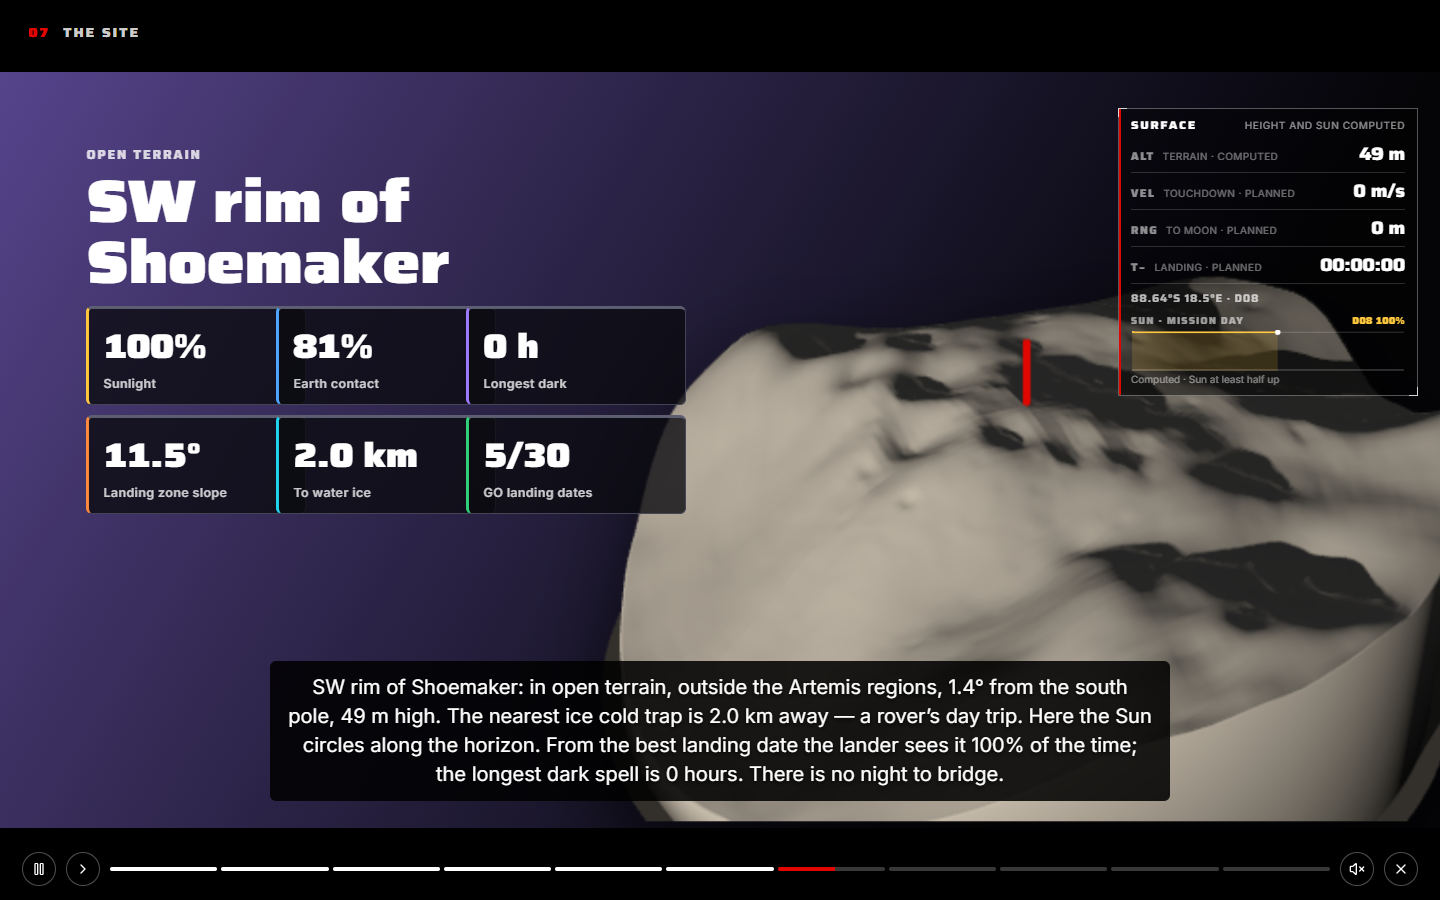 07 THE SITE
OPEN TERRAIN
SW rim of
Shoemaker
100%
Sunlight
81%
Earth contact
0 h
Longest dark
11.5°
Landing zone slope
2.0 km
To water ice
5/30
GO landing dates
SURFACE HEIGHT AND SUN COMPUTED
ALT TERRAIN · COMPUTED 49 m
VEL TOUCHDOWN · PLANNED 0 m/s
RNG TO MOON · PLANNED 0 m
T- LANDING · PLANNED 00:00:00
88.64°S 18.5°E · D08
SUN · MISSION DAY D08 100%
Computed · Sun at least half up
SW rim of Shoemaker: in open terrain, outside the Artemis regions, 1.4° from the south
pole, 49 m high. The nearest ice cold trap is 2.0 km away — a rover’s day trip. Here the Sun
circles along the horizon. From the best landing date the lander sees it 100% of the time;
the longest dark spell is 0 hours. There is no night to bridge.